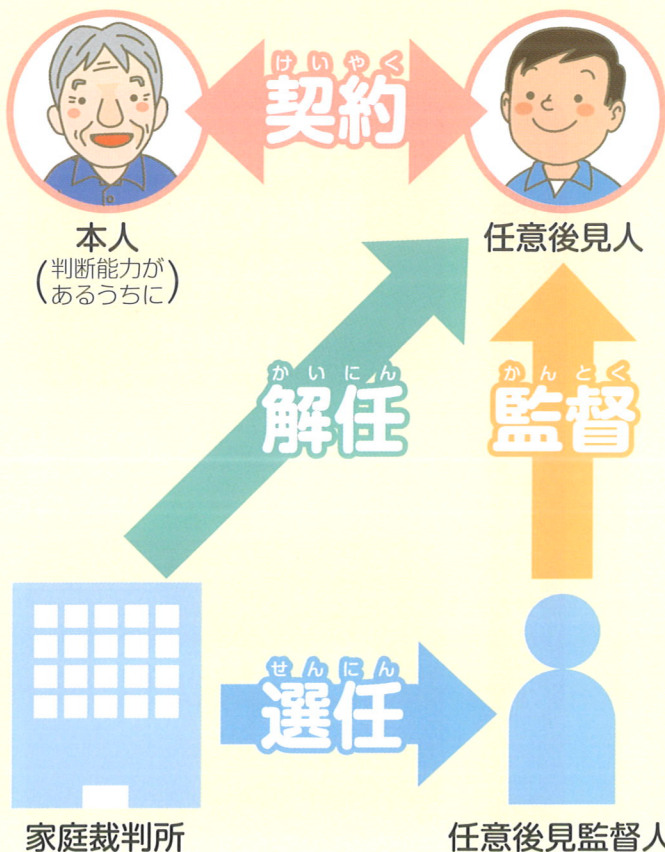 けいやく
契約
本人
(判断能力が
あるうちに)
任意後見人
かいにん
解任
かんとく
監督
せんにん
選任
家庭裁判所
任意後見監督人